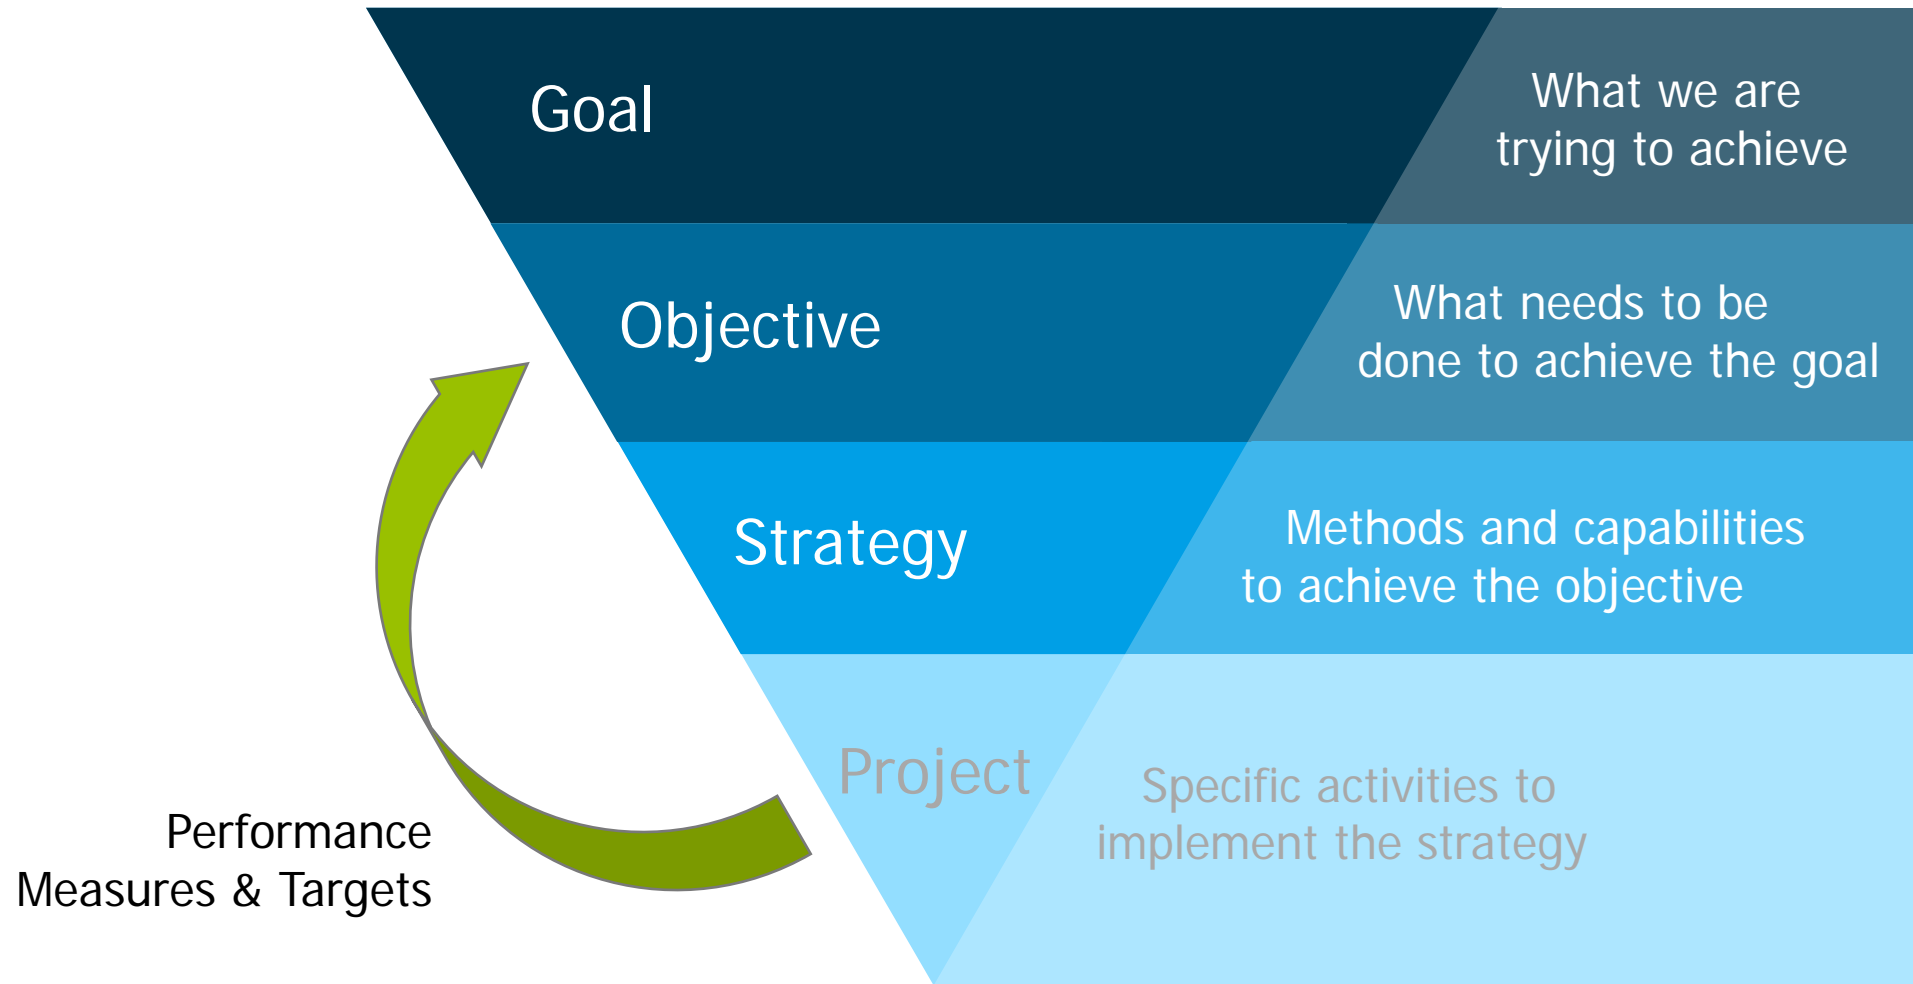 Goal
What we are
trying to achieve
Objective
What needs to be
done to achieve the goal
Strategy
Methods and capabilities
to achieve the objective
Project
Specific activities to
implement the strategy
Performance
Measures & Targets